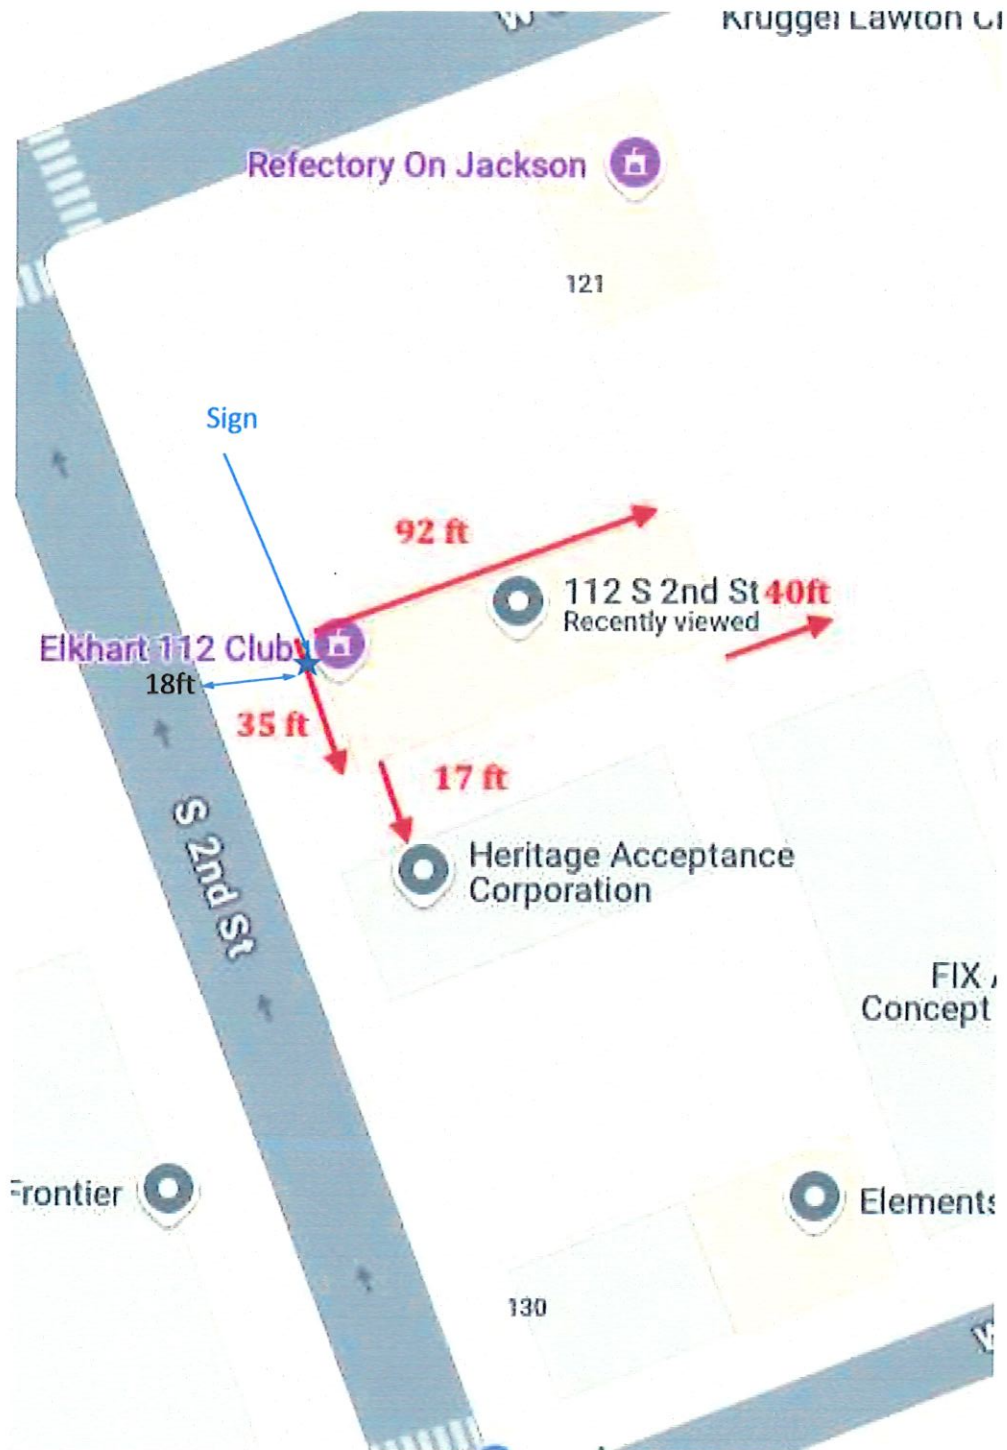 Kruggel Lawton
Refectory On Jackson
121
Sign
92 ft
112 S 2nd St
40ft
Recently viewed
Elkhart 112 Club
18ft
35 ft
17 ft
S 2nd St
Heritage Acceptance
Corporation
FIX
Concept
Frontier
Elements
130